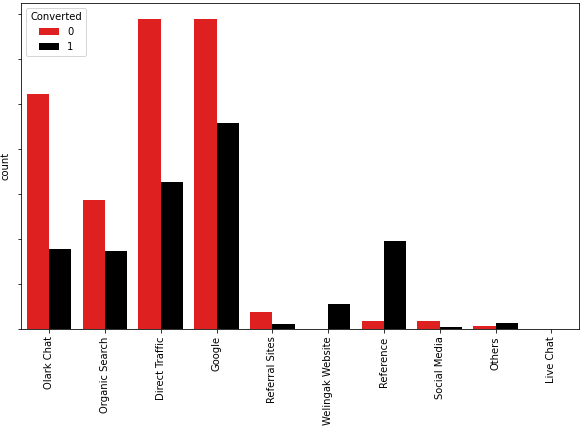 Converted
0
1
count
Olark Chat
Organic Search
Direct Traffic
Google
Referral Sites
Welingak Website
Reference
Social Media
Others
Live Chat